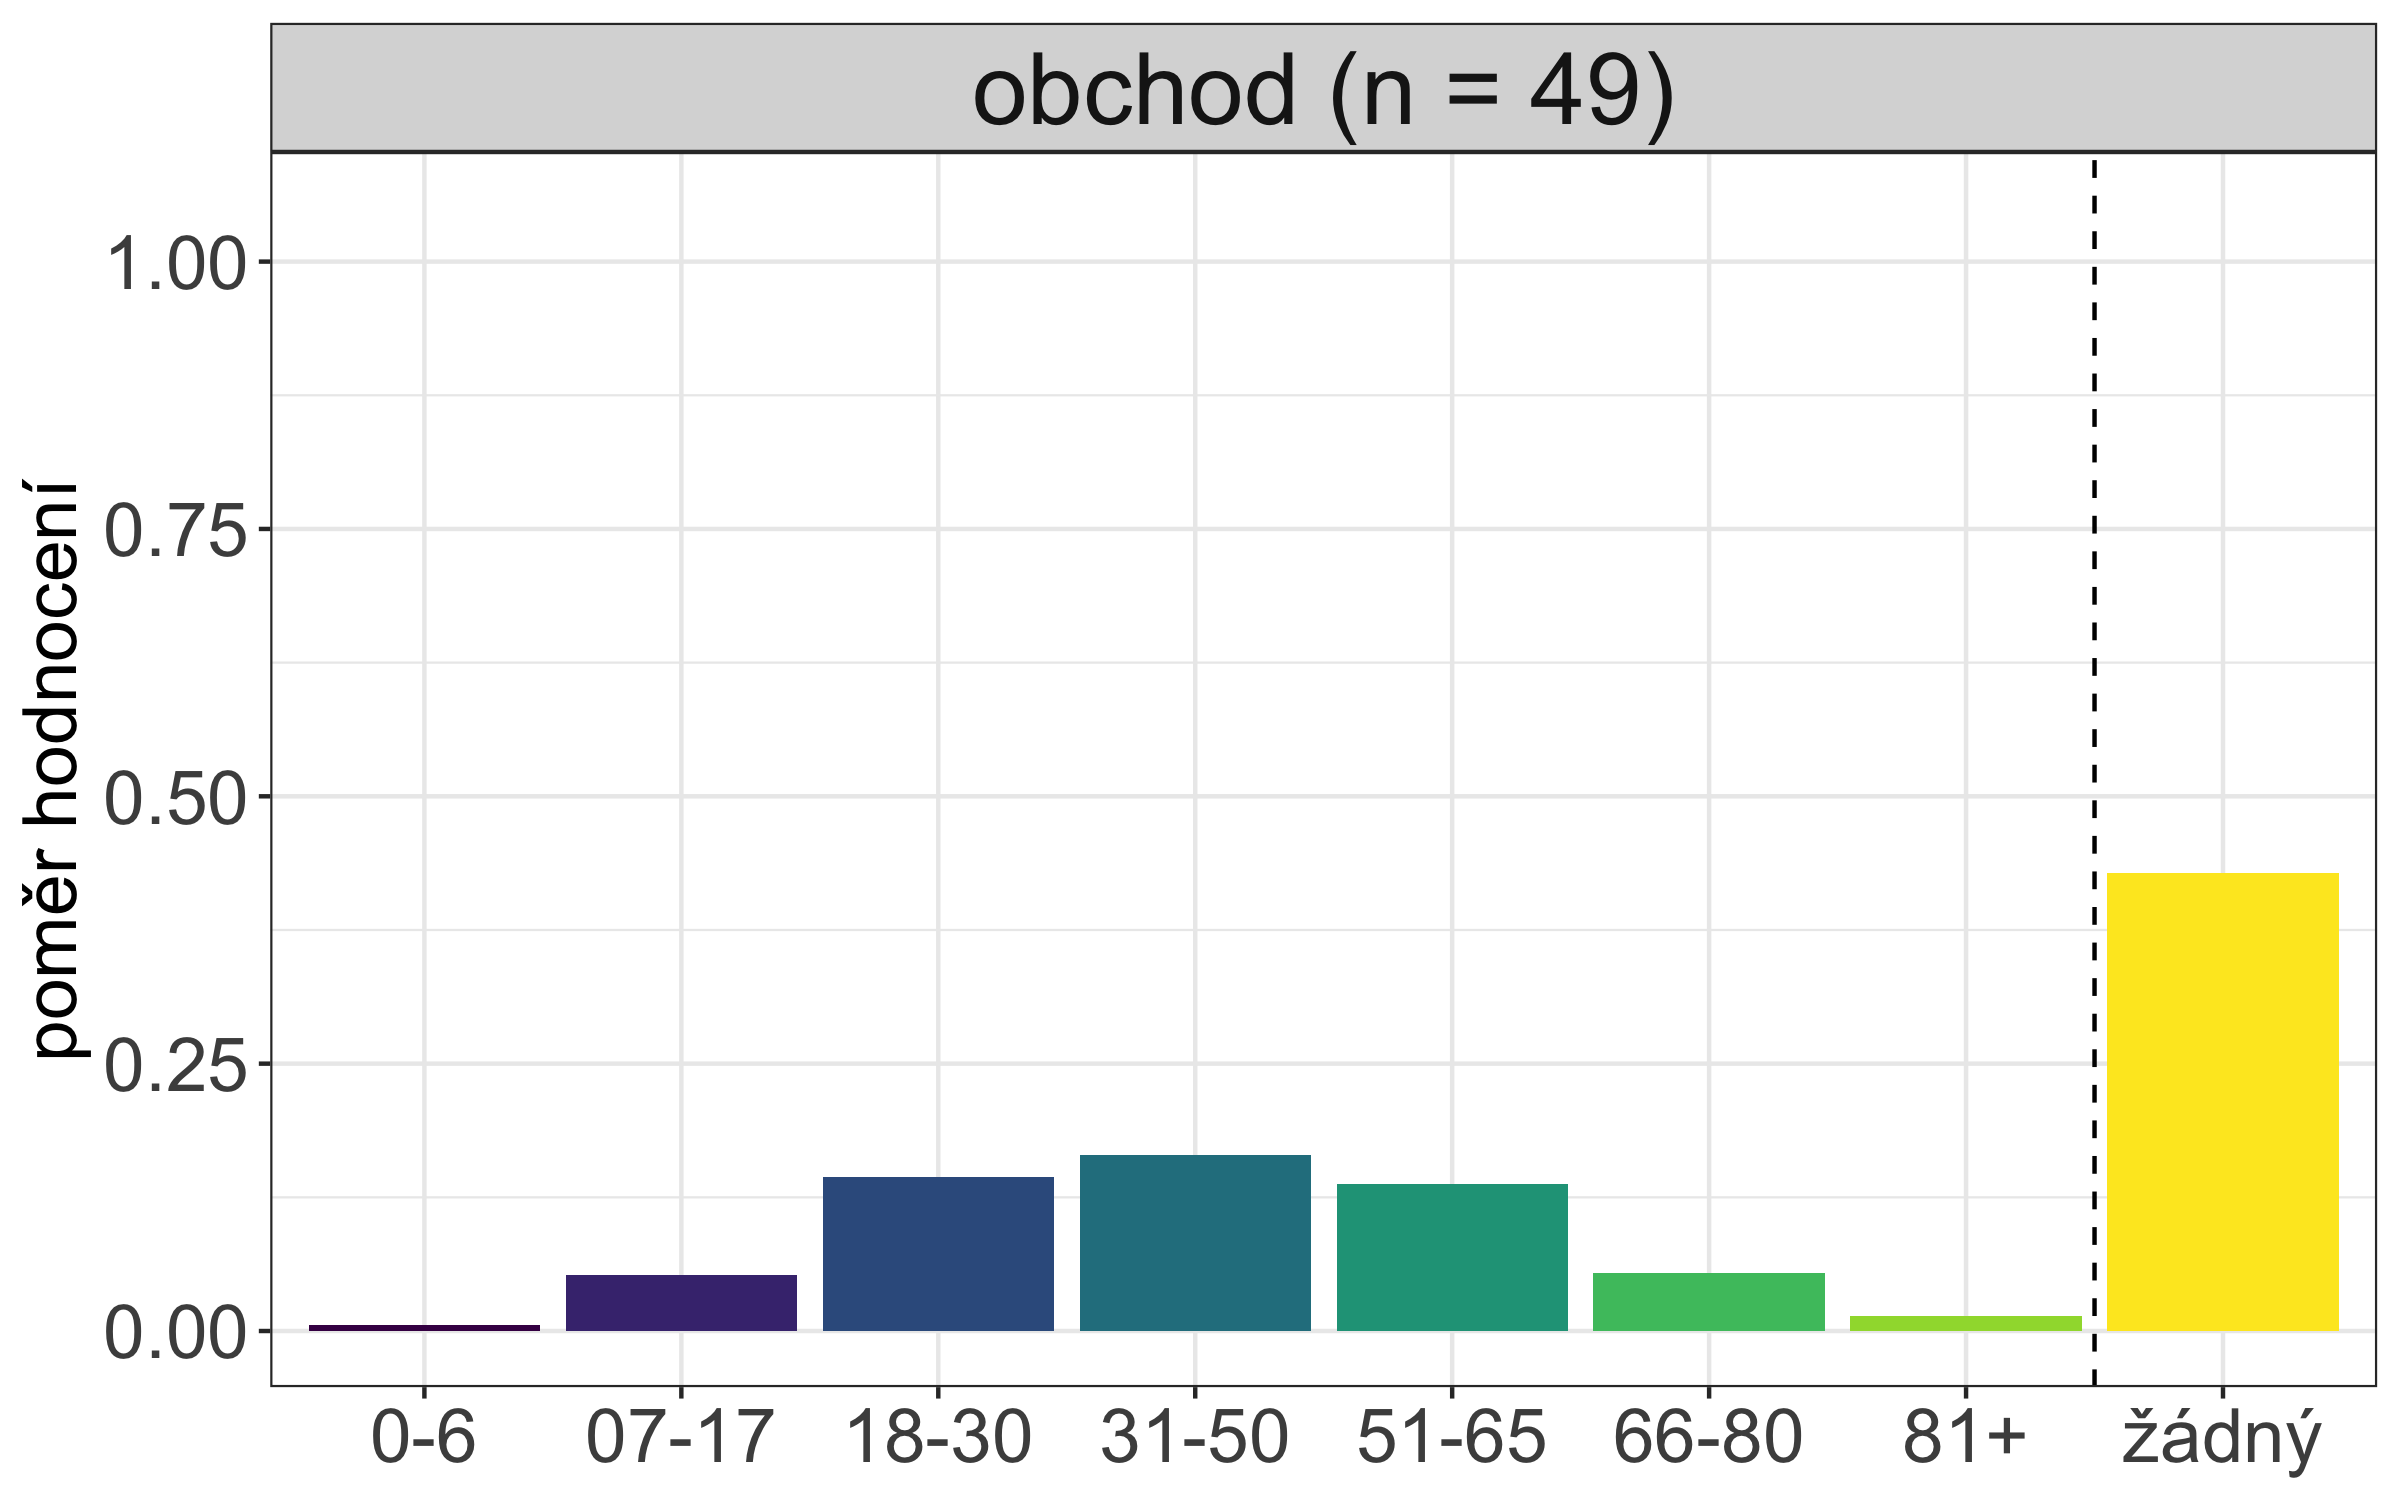 obchod (n = 49)
poměr hodnocení
1.00
0.75
0.50
0.25
0.00
0-6 07-17 18-30 31-50 51-65 66-80 81+ žádný